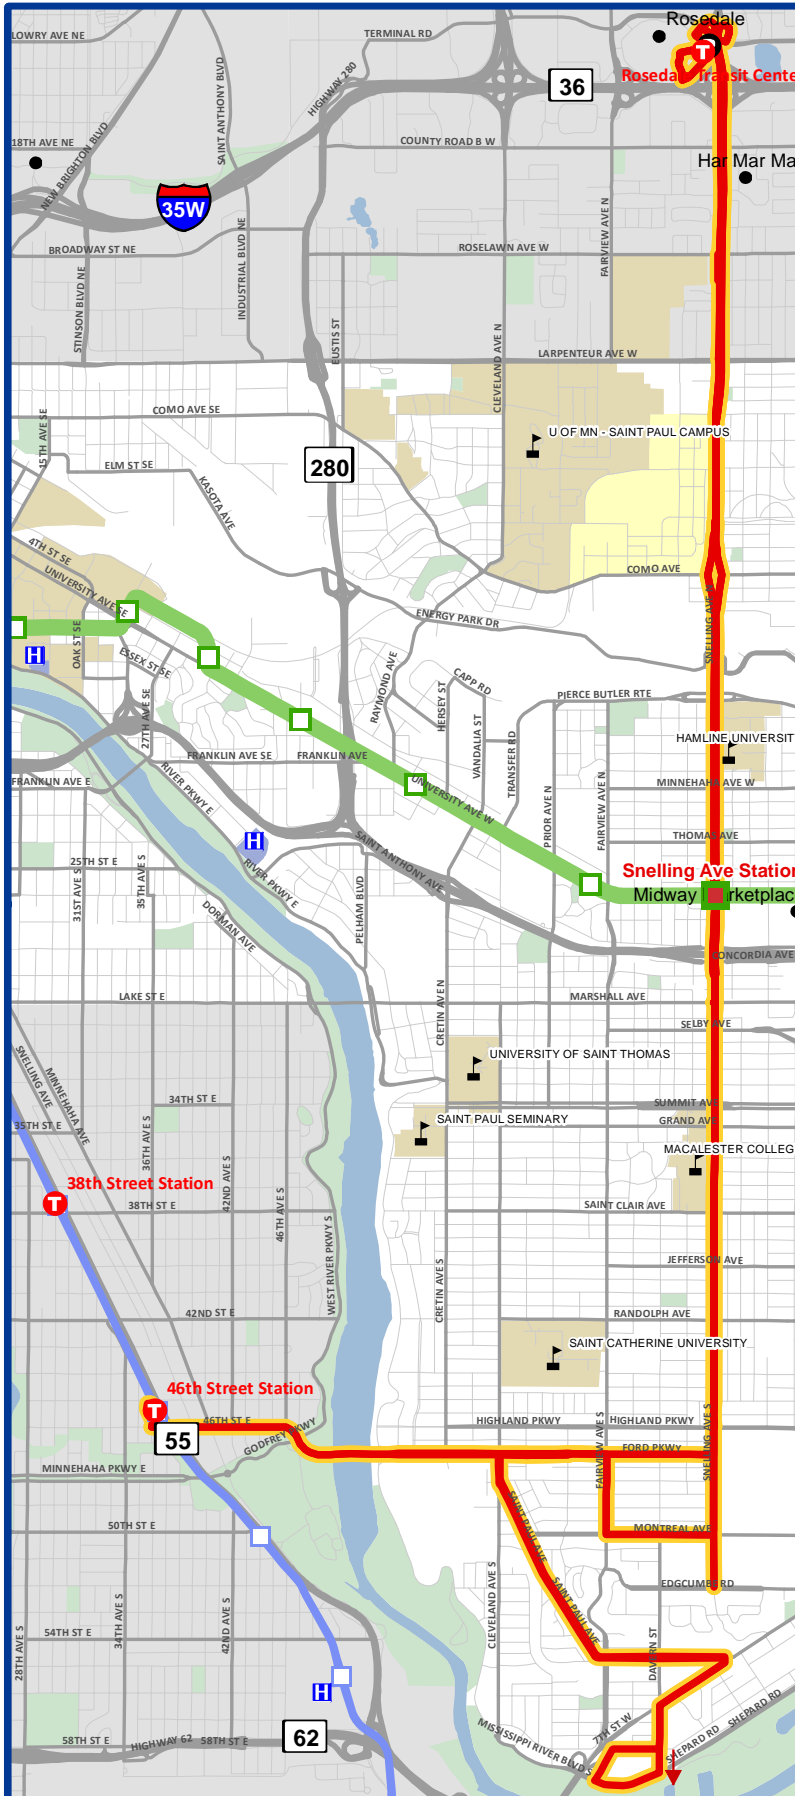 Rosedale
LOWRY AVE NE
TERMINAL RD
Rosedale Transit Cente
SAINT ANTHONY BLVD
HIGHWAY 280
36
18TH AVE NE
COUNTY ROAD B W
NEW BRIGHTON BLVD
Har Mar Ma
35W
BROADWAY ST NE
INDUSTRIAL BLVD NE
ROSELAWN AVE W
FAIRVIEW AVE N
STINSON BLVD NE
EUSTIS ST
CLEVELAND AVE N
LARPENTEUR AVE W
COMO AVE SE
15TH AVE SE
U OF MN - SAINT PAUL CAMPUS
ELM ST SE
280
KASOTA AVE
4TH ST SE
UNIVERSITY AVE SE
COMO AVE
ENERGY PARK DR
SNELLING AVE N
OAK ST SE
H
ESSEX ST SE
RAYMOND AVE
CAPP RD
HERSEY ST
PIERCE BUTLER RTE
27TH AVE SE
VANDALIA ST
TRANSFER RD
HAMLINE UNIVERSIT
FRANKLIN AVE SE
FRANKLIN AVE
FRANKLIN AVE E
RIVER PKWY E
UNIVERSITY AVE W
PRIOR AVE N
FAIRVIEW AVE N
MINNEHAHA AVE W
THOMAS AVE
H
SAINT ANTHONY AVE
25TH ST E
35TH AVE S
31ST AVE S
RIVER PKWY E
PELHAM BLVD
Snelling Ave Station
Midway Marketplac
DORMAN AVE
CONCORDIA AVE
LAKE ST E
CRETIN AVE N
MARSHALL AVE
SELBY AVE
SNELLING AVE
MINNEHAHA AVE
UNIVERSITY OF SAINT THOMAS
34TH ST E
SUMMIT AVE
35TH ST E
SAINT PAUL SEMINARY
GRAND AVE
36TH AVE S
42ND AVE S
MACALESTER COLLEG
38th Street Station
T
38TH ST E
46TH AVE S
WEST RIVER PKWY S
SAINT CLAIR AVE
CRETIN AVE S
JEFFERSON AVE
42ND ST E
RANDOLPH AVE
SAINT CATHERINE UNIVERSITY
46th Street Station
T
46TH ST E
55
GODFREY PKWY
HIGHLAND PKWY
HIGHLAND PKWY
FAIRVIEW AVE S
SNELLING AVE S
FORD PKWY
MINNEHAHA PKWY E
50TH ST E
SAINT PAUL AVE
MONTREAL AVE
EDGCUMBE RD
SAINT PAUL AVE
CLEVELAND AVE S
54TH ST E
34TH AVE S
42ND AVE S
28TH AVE S
DAVERN ST
H
7TH ST W
SHEPARD RD
SHEPARD RD
MISSISSIPPI RIVER BLVD S
58TH ST E
HIGHWAY 62
58TH ST E
62
T